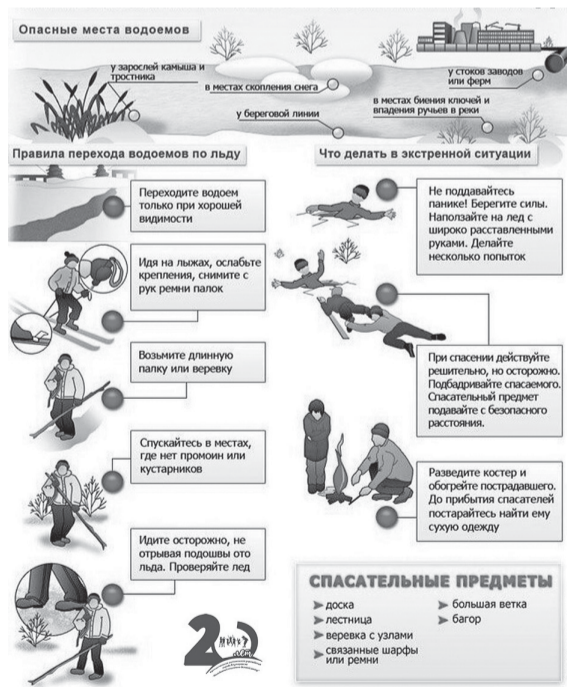 Опасные места водоемов
у зарослей камыша и
тростника
в местах скопления снега
у береговой линии
у стоков заводов
или ферм
в местах биения ключей и
впадения ручьев в реки
Правила перехода водоемов по льду
Переходите водоем
только при хорошей
видимости
Идя на лыжах, ослабьте
крепления, снимите с
рук ремни палок
Возьмите длинную
палку или веревку
Спускайтесь в местах,
где нет промоин или
кустарников
Идите осторожно, не
отрывая подошвы ото
льда. Проверяйте лед
20
лет
Что делать в экстренной ситуации
Не поддавайтесь
панике! Берегите силы.
Наползайте на лед с
широко расставленными
руками. Делайте
несколько попыток
При спасении действуйте
решительно, но осторожно.
Подбадривайте спасаемого.
Спасательный предмет
подавайте с безопасного
расстояния.
Разведите костер и
обогрейте пострадавшего.
До прибытия спасателей
постарайтесь найти ему
сухую одежду
СПАСАТЕЛЬНЫЕ ПРЕДМЕТЫ
доска
лестница
веревка с узлами
связанные шарфы
или ремни
большая ветка
багор